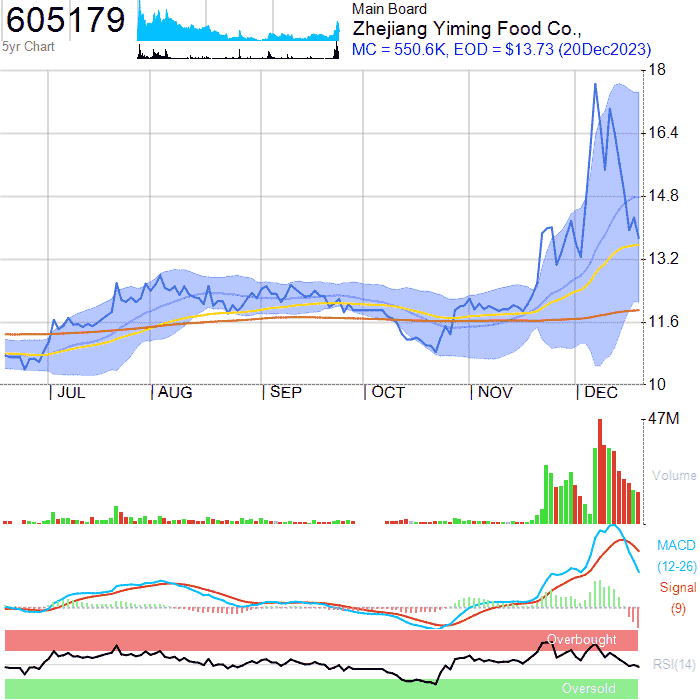 605179
5yr Chart
Main Board
Zhejiang Yiming Food Co.,
MC = 550.6K, EOD = $13.73 (20Dec2023)
18
16.4
14.8
13.2
11.6
10
JUL AUG SEP OCT NOV DEC
47M
Volume
MACD
(12-26)
Signal
(9)
Overbought
RSI(14)
Oversold